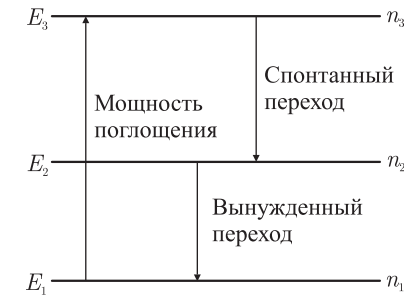 E₃ n₃
Мощность
поглощения
Спонтанный
переход
E₂ n₂
Вынужденный
переход
E₁ n₁